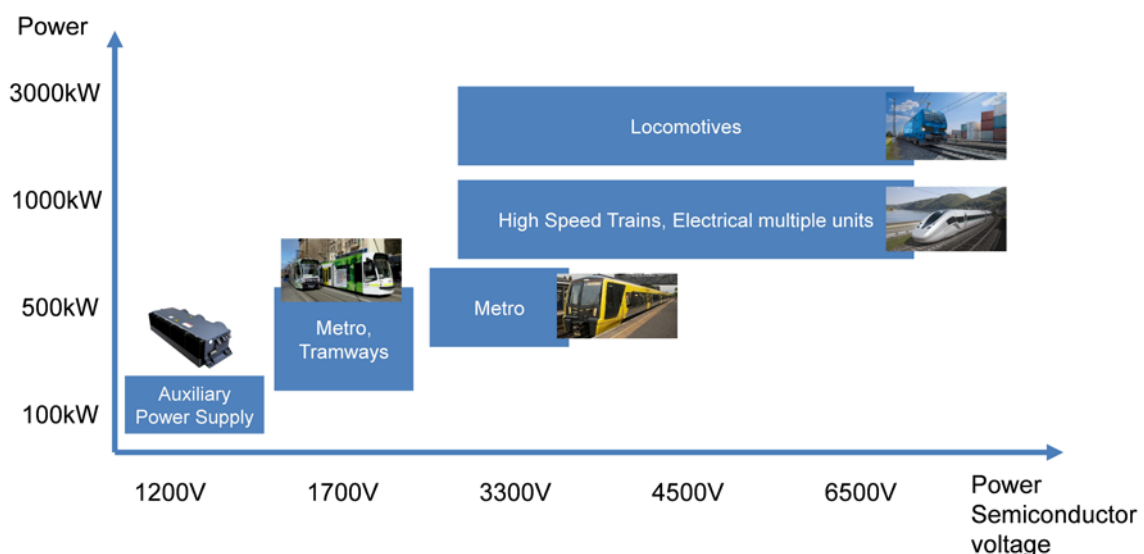 Power
3000kW
Locomotives
1000kW
High Speed Trains, Electrical multiple units
500kW
Metro,
Tramways
Metro
100kW
Auxiliary
Power Supply
1200V
1700V
3300V
4500V
6500V
Power
Semiconductor
voltage